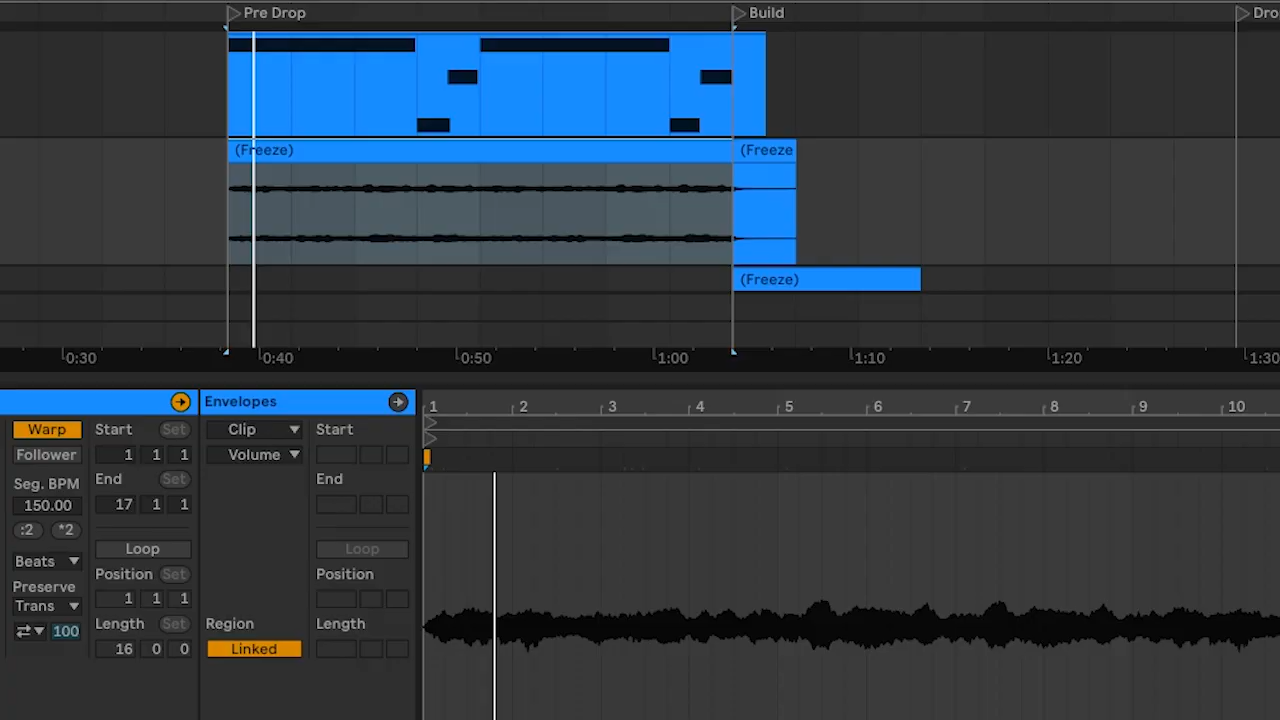 Pre Drop
Build
Dro
(Freeze)
(Freeze
(Freeze)
0:30
0:40
0:50
1:00
1:10
1:20
1:30
Envelopes
1 2 3 4 5 6 7 8 9 10
Warp Start Set
Clip
Start
Follower 1 1 1
Volume
Seg. BPM
End Set
End
150.00 17 1 1
:2 *2
Loop
Loop
Beats
Position Set
Position
Preserve
Trans 1 1 1
100
Length Set
Region
Length
16 0 0
Linked